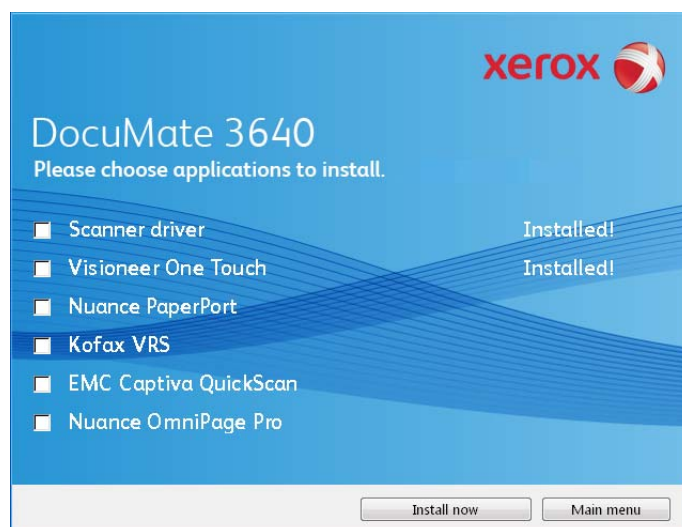 xerox
DocuMate 3640
Please choose applications to install.
Scanner driver Installed!
Visioneer One Touch Installed!
Nuance PaperPort
Kofax VRS
EMC Captiva QuickScan
Nuance OmniPage Pro
Install now Main menu